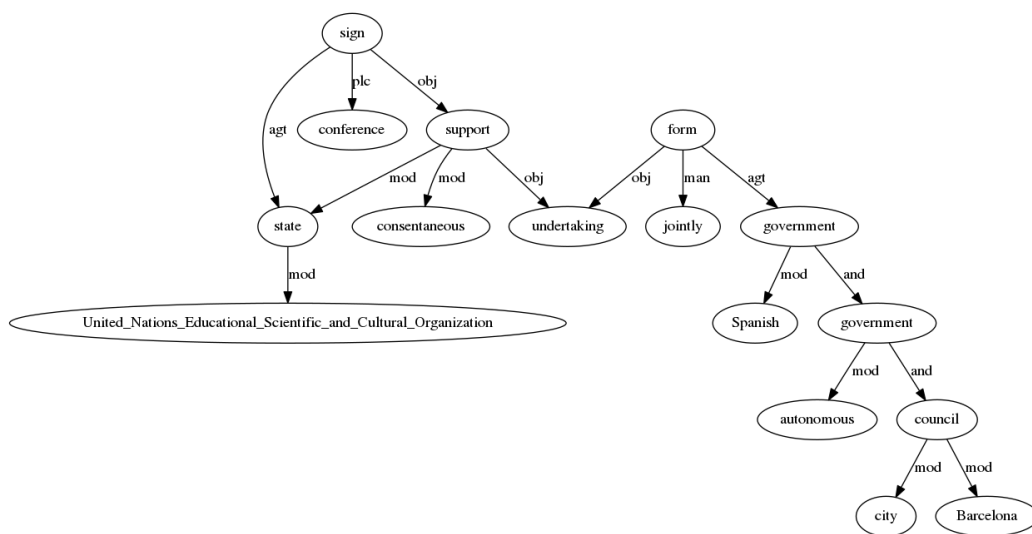 sign
agt
plc
obj
conference
support
form
mod
mod
obj
obj
man
agt
state
consentaneous
undertaking
jointly
government
mod
mod
and
United_Nations_Educational_Scientific_and_Cultural_Organization
Spanish
government
mod
and
autonomous
council
mod
mod
city
Barcelona